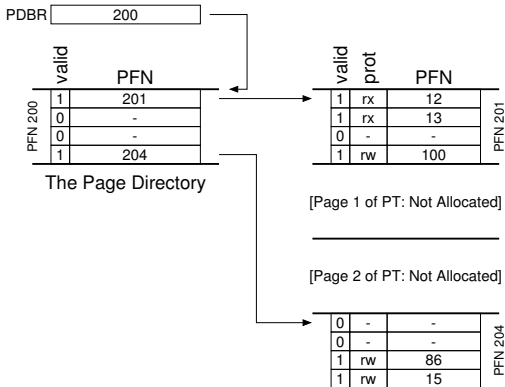 PDBR 200
valid PFN
PFN 200
1 201
0 -
0 -
1 204
The Page Directory
valid prot PFN
1 rx 12
1 rx 13
0 - -
1 rw 100
PFN 201
[Page 1 of PT: Not Allocated]
[Page 2 of PT: Not Allocated]
0 - -
0 - -
1 rw 86
1 rw 15
PFN 204